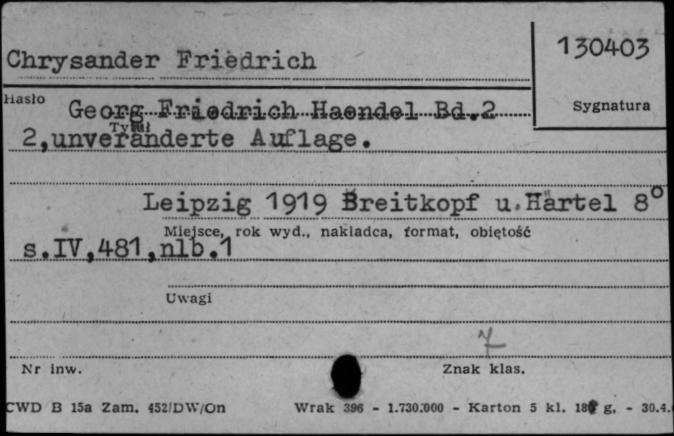 Chrysander Friedrich
130403
Hasło
Georg Friedrich Haendel Bd.2
Sygnatura
Tytuł
2,unveränderte Auflage.
Leipzig 1919 Breitkopf u.Härtel 8°
Miejsce, rok wyd., nakładca, format, objętość
s.IV,481,nlb.1
Uwagi
7
Nr inw.
Znak klas.
CWD B 15a Zam. 452/DW/On Wrak 396 - 1.730.000 - Karton 5 kl. g. - 30.4.